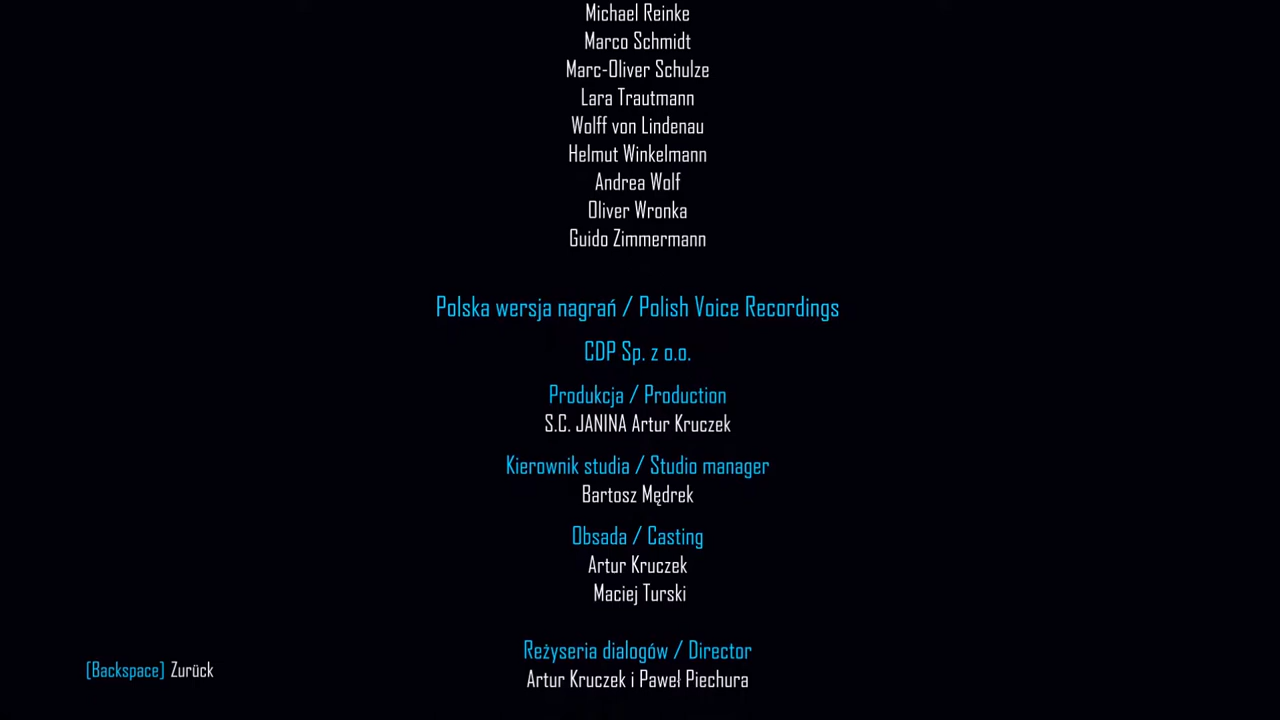 Michael Reinke
Marco Schmidt
Marc-Oliver Schulze
Lara Trautmann
Wolff von Lindenau
Helmut Winkelmann
Andrea Wolf
Oliver Wronka
Guido Zimmermann
Polska wersja nagrań / Polish Voice Recordings
CDP Sp. z o.o.
Produkcja / Production
S.C. JANINA Artur Kruczek
Kierownik studia / Studio manager
Bartosz Mędrek
Obsada / Casting
Artur Kruczek
Maciej Turski
Reżyseria dialogów / Director
Artur Kruczek i Paweł Piechura
[Backspace] Zurück